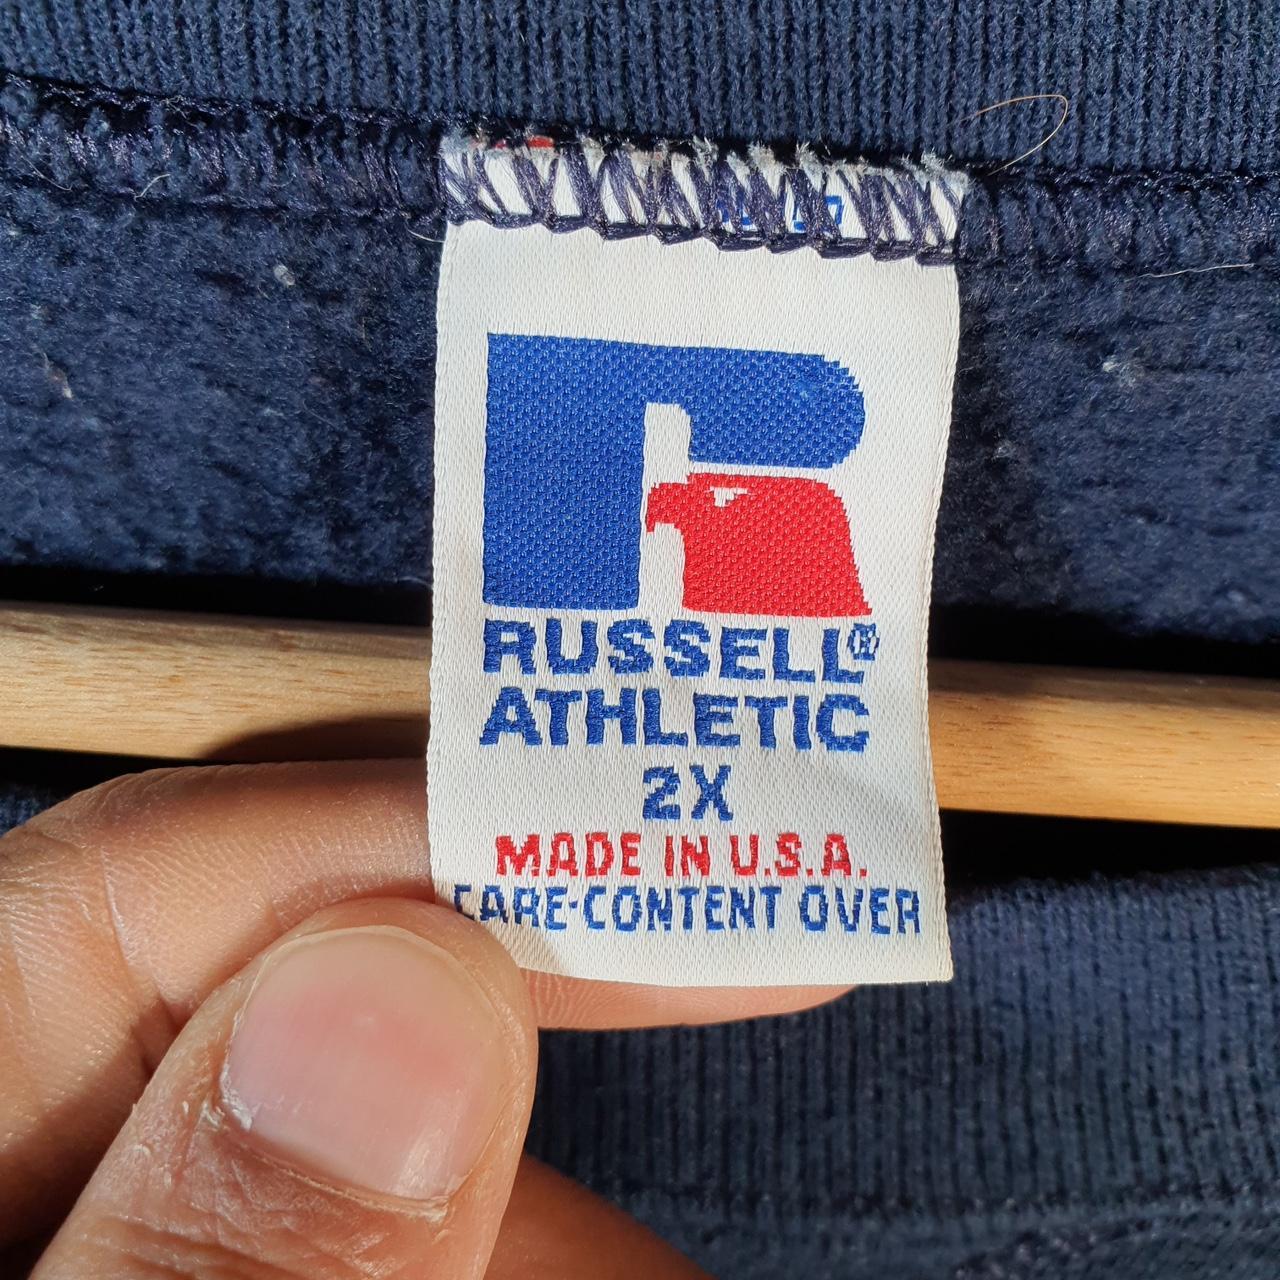 RUSSELL®
ATHLETIC
2X
MADE IN U.S.A.
CARE-CONTENT OVER